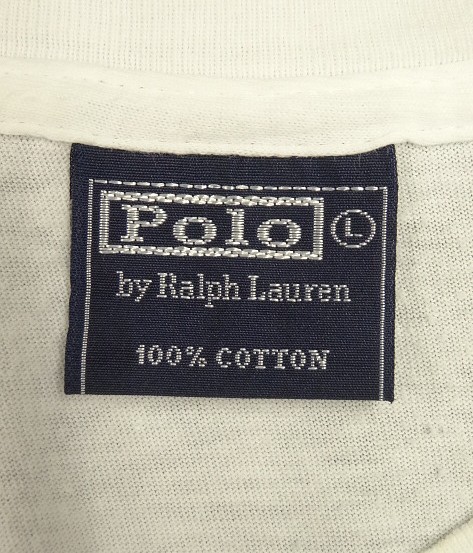 Polo Ⓛ
by Ralph Lauren
100% COTTON